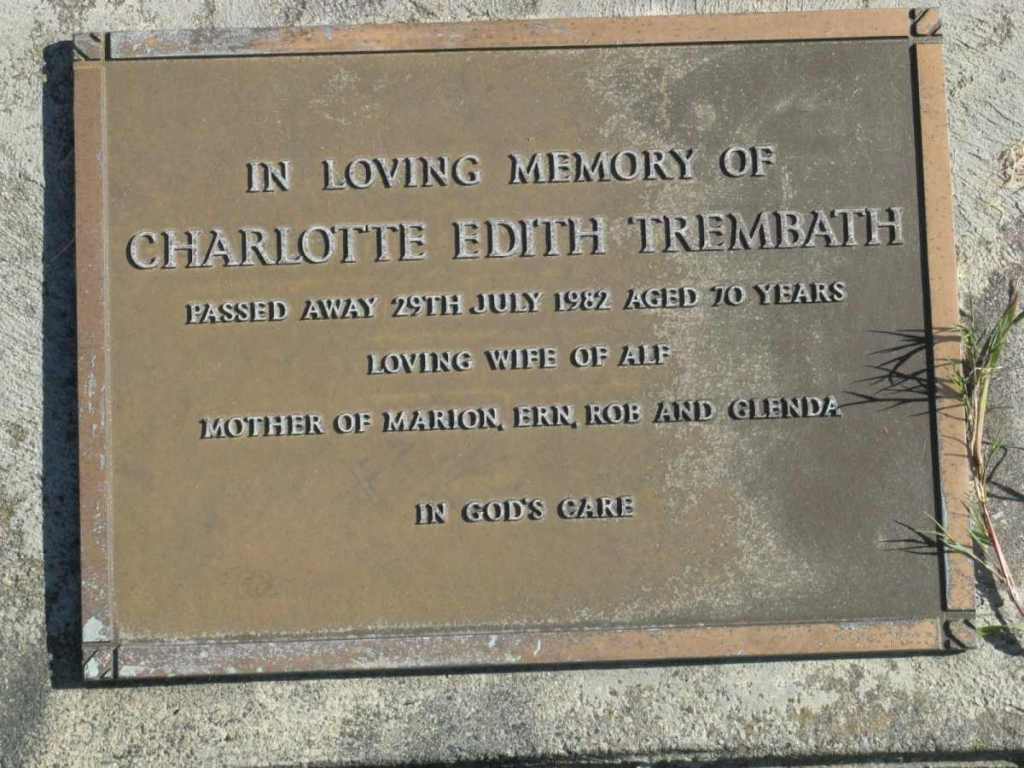 IN LOVING MEMORY OF
CHARLOTTE EDITH TREMBATH
PASSED AWAY 29TH JULY 1982 AGED 70 YEARS
LOVING WIFE OF ALF
MOTHER OF MARION, ERN, ROB AND GLENDA
IN GOD'S CARE